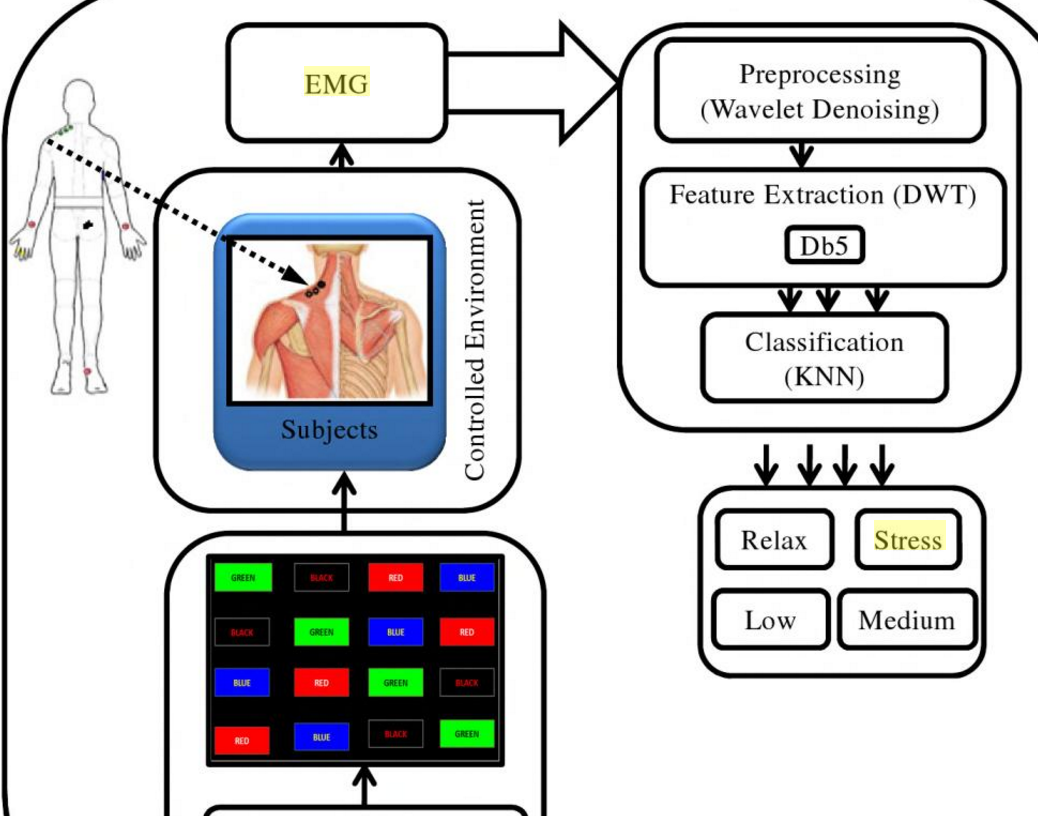 EMG
Preprocessing
(Wavelet Denoising)
Feature Extraction (DWT)
Db5
Classification
(KNN)
Controlled Environment
Subjects
Relax
Stress
Low
Medium
GREEN BLACK RED BLUE
BLACK GREEN BLUE RED
BLUE RED GREEN BLACK
RED BLUE BLACK GREEN